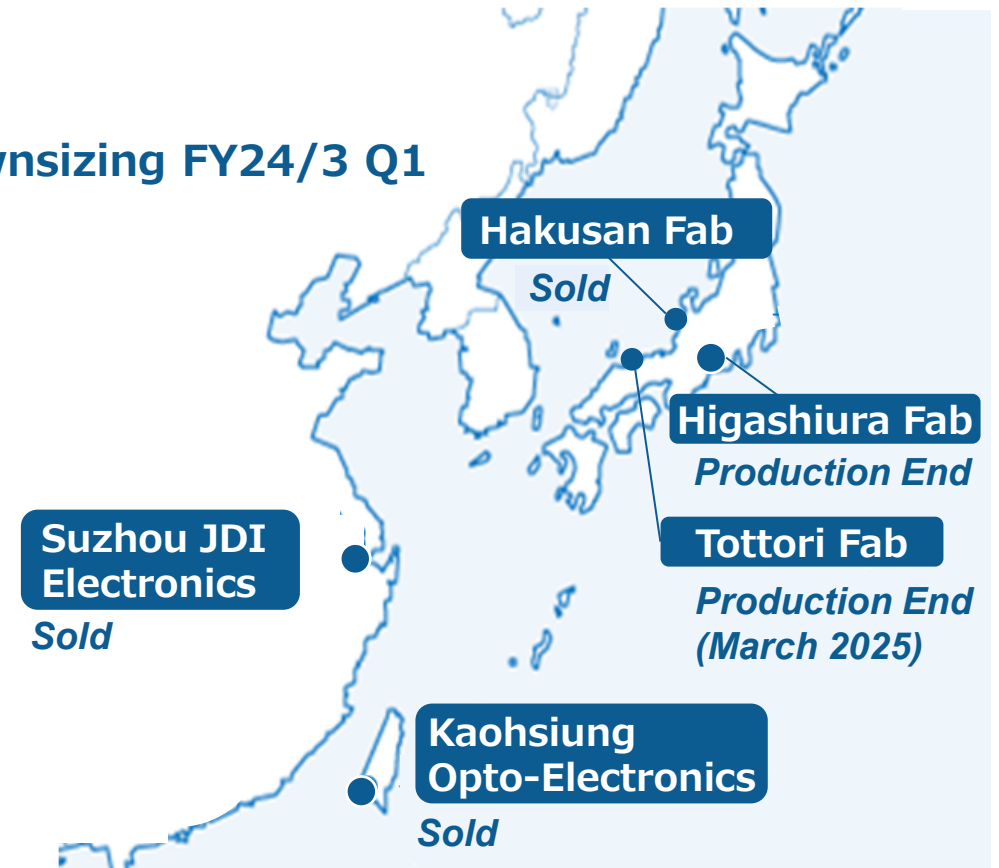 wnsizing FY24/3 Q1
Hakusan Fab
Sold
Higashiura Fab
Production End
Tottori Fab
Production End
(March 2025)
Suzhou JDI
Electronics
Sold
Kaohsiung
Opto-Electronics
Sold